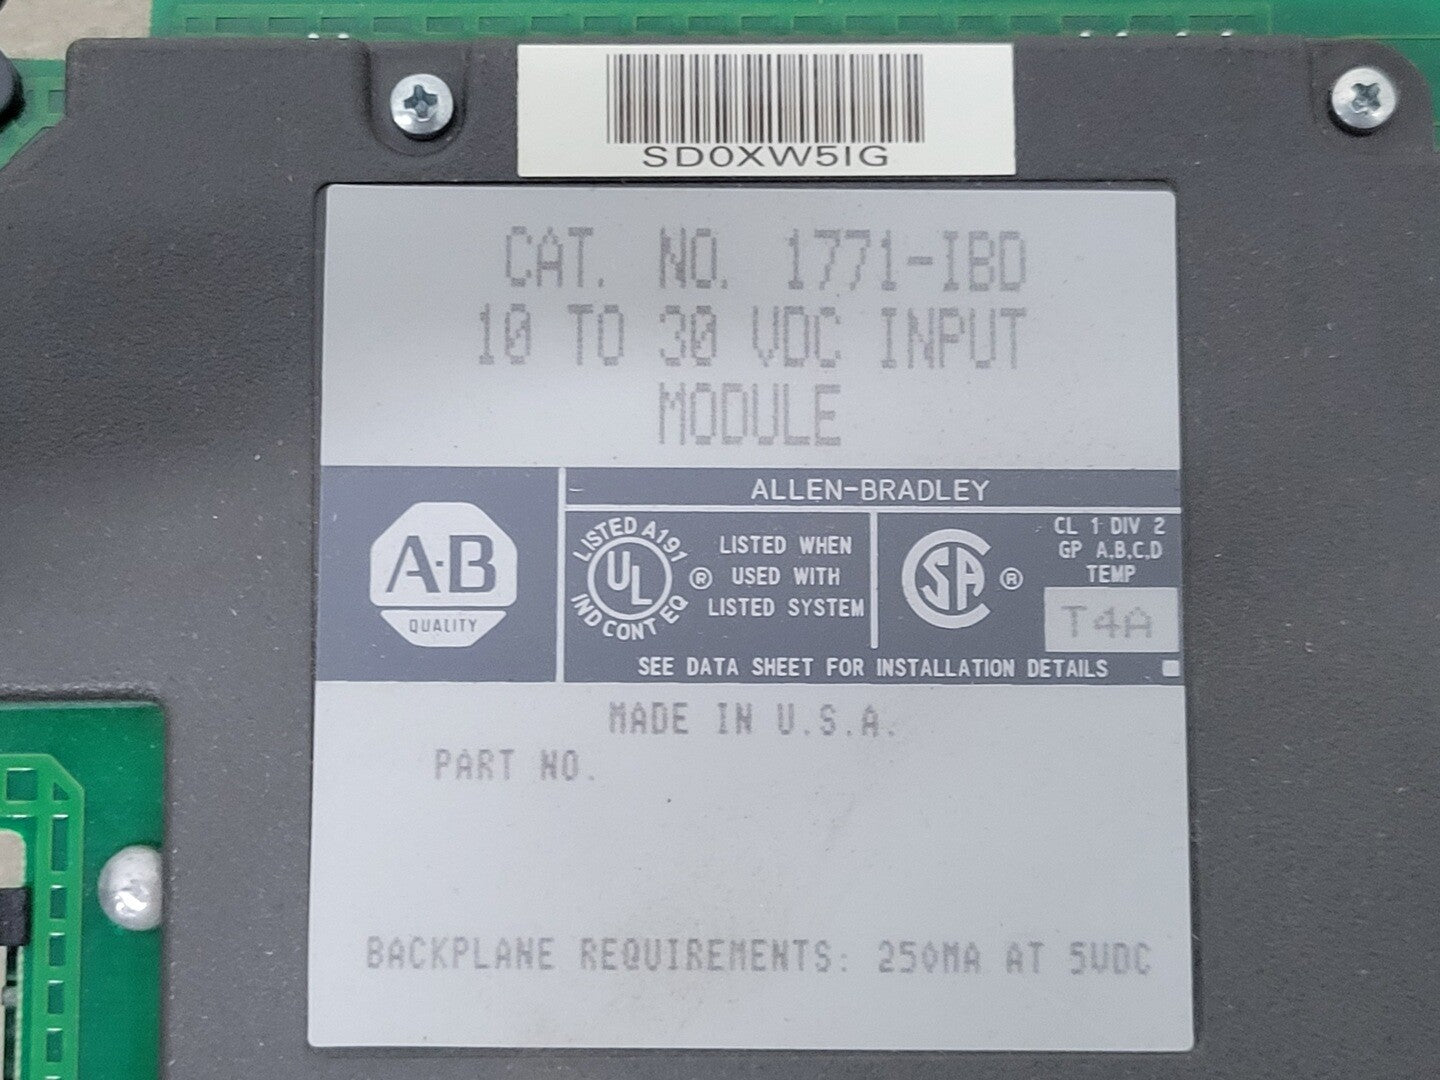 SD0XW5IG
CAT. NO. 1771-IBD
10 TO 30 VDC INPUT
MODULE
ALLEN-BRADLEY
A·B
QUALITY
LISTED A191
UL
IND CONT EQ
®
LISTED WHEN
USED WITH
LISTED SYSTEM
SA ®
CL 1 DIV 2
GP A,B,C,D
TEMP
T4A
SEE DATA SHEET FOR INSTALLATION DETAILS
MADE IN U.S.A.
PART NO.
BACKPLANE REQUIREMENTS: 250MA AT 5VDC